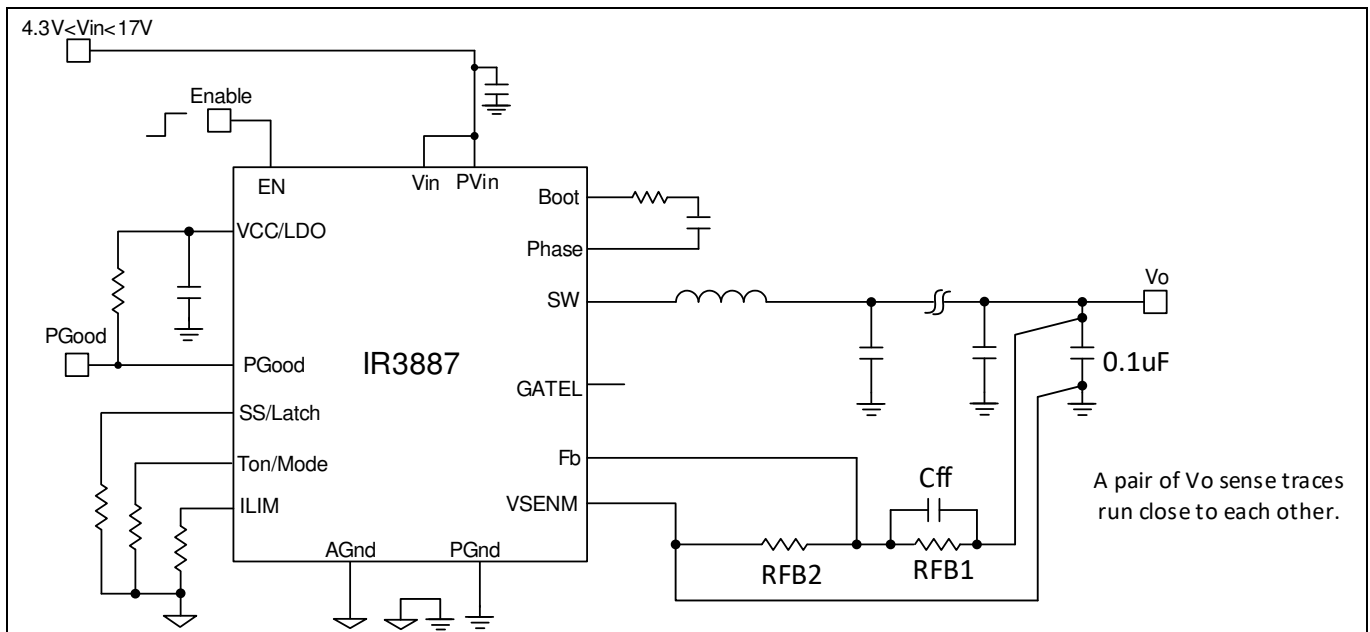 4.3V<Vin<17V
Enable
EN
Vin
PVin
Boot
VCC/LDO
Phase
SW
Vo
PGood
PGood
IR3887
0.1uF
GATEL
SS/Latch
Fb
Ton/Mode
Cff
A pair of Vo sense traces
run close to each other.
VSENM
ILIM
AGnd
PGnd
RFB2
RFB1